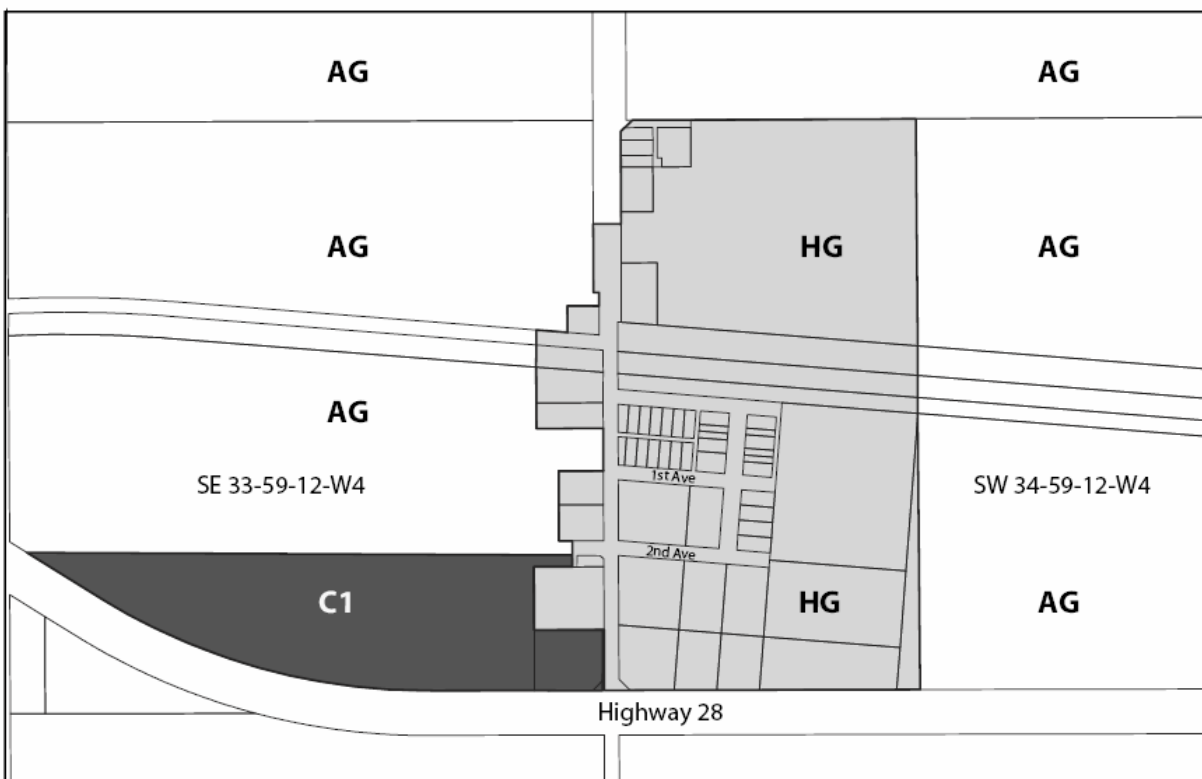 AG
AG
AG
HG
AG
AG
1st Ave
SE 33-59-12-W4
SW 34-59-12-W4
2nd Ave
C1
HG
AG
Highway 28